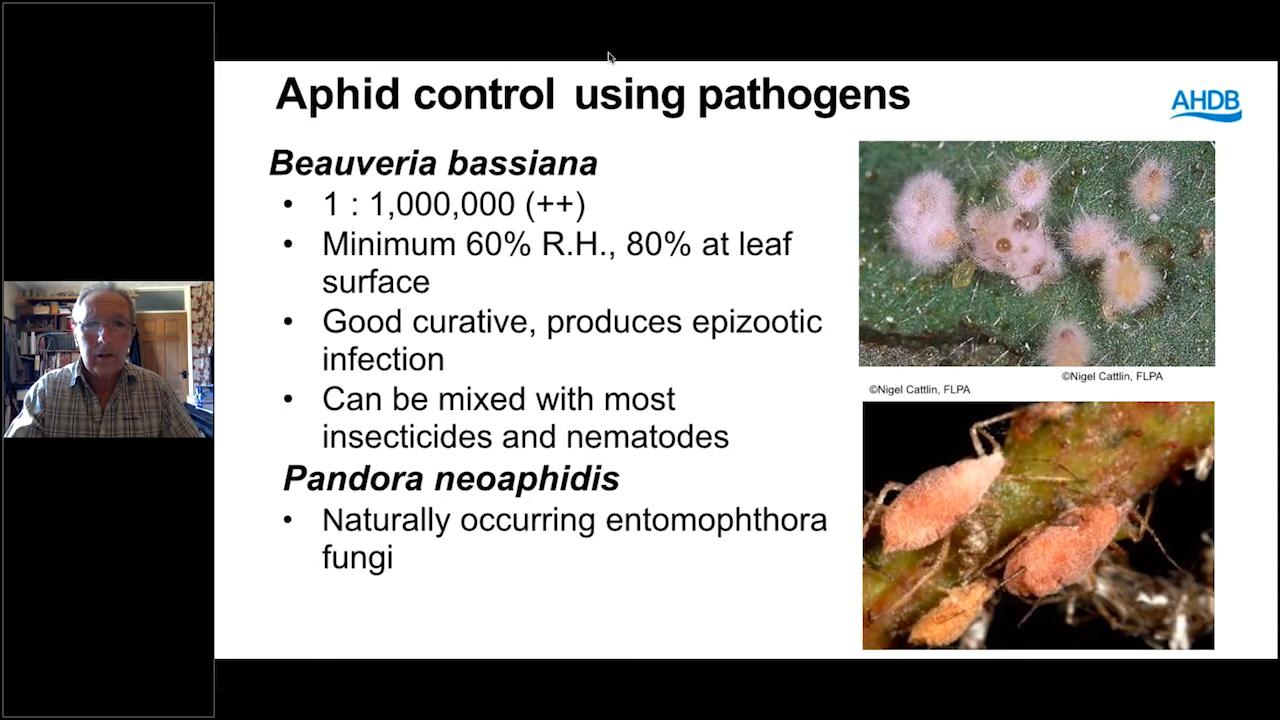 Aphid control using pathogens
AHDB
Beauveria bassiana
• 1 : 1,000,000 (++)
• Minimum 60% R.H., 80% at leaf
surface
• Good curative, produces epizootic
infection
• Can be mixed with most
insecticides and nematodes
Pandora neoaphidis
• Naturally occurring entomophthora
fungi
©Nigel Cattlin, FLPA
©Nigel Cattlin, FLPA